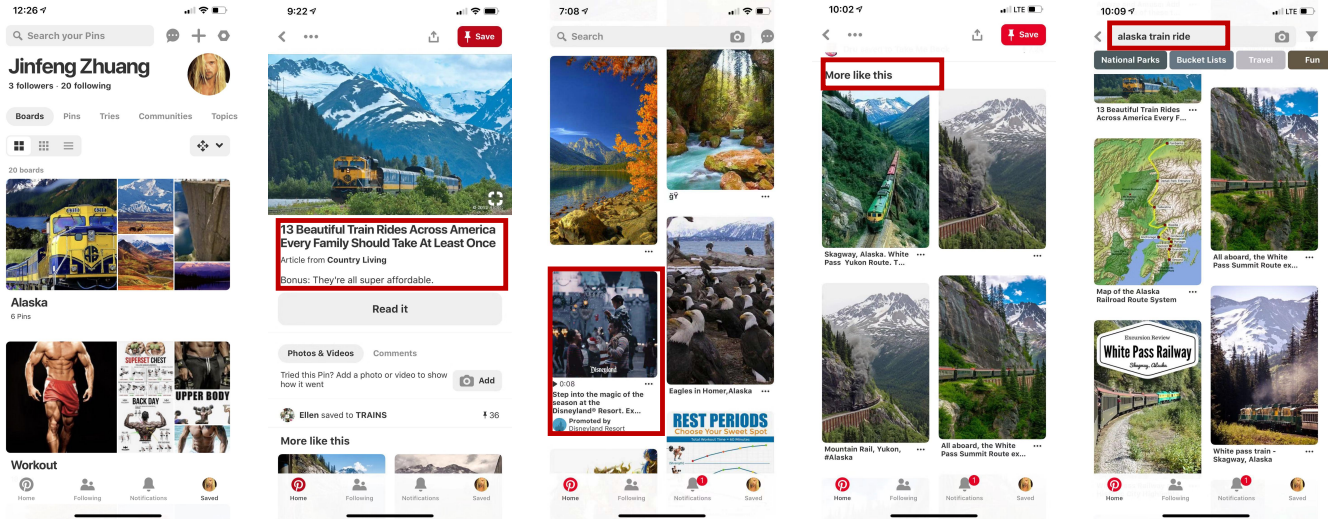 12:26
Search your Pins
Jinfeng Zhuang
3 followers · 20 following
Boards Pins Tries Communities Topics
20 boards
Alaska
6 Pins
SUPERSET CHEST
BACK DAY
UPPER BODY
Workout
Home Following Notifications Saved
9:22
Save
13 Beautiful Train Rides Across America
Every Family Should Take At Least Once
Article from Country Living
Bonus: They're all super affordable.
Read it
Photos & Videos Comments
Tried this Pin? Add a photo or video to show
how it went
Add
Ellen saved to TRAINS
36
More like this
Home Following Notifications Saved
7:08
Search
ğŸ
Disneyland
0:08
Step into the magic of the
season at the
Disneyland® Resort. Ex...
Promoted by
Disneyland Resort
Eagles in Homer,Alaska
REST PERIODS
Choose Your Sweet Spot
Home Following Notifications Saved
1
10:02
LTE
Save
More like this
Skagway, Alaska. White
Pass Yukon Route. T...
Mountain Rail, Yukon,
#Alaska
All aboard, the White
Pass Summit Route ex...
Home Following Notifications Saved
1
10:09
LTE
alaska train ride
National Parks Bucket Lists Travel Fun
13 Beautiful Train Rides
Across America Every F...
Map of the Alaska
Railroad Route System
All aboard, the White
Pass Summit Route ex...
Excursion Review
White Pass Railway
Skagway, Alaska
White pass train -
Skagway, Alaska
Home Following Notifications Saved
1